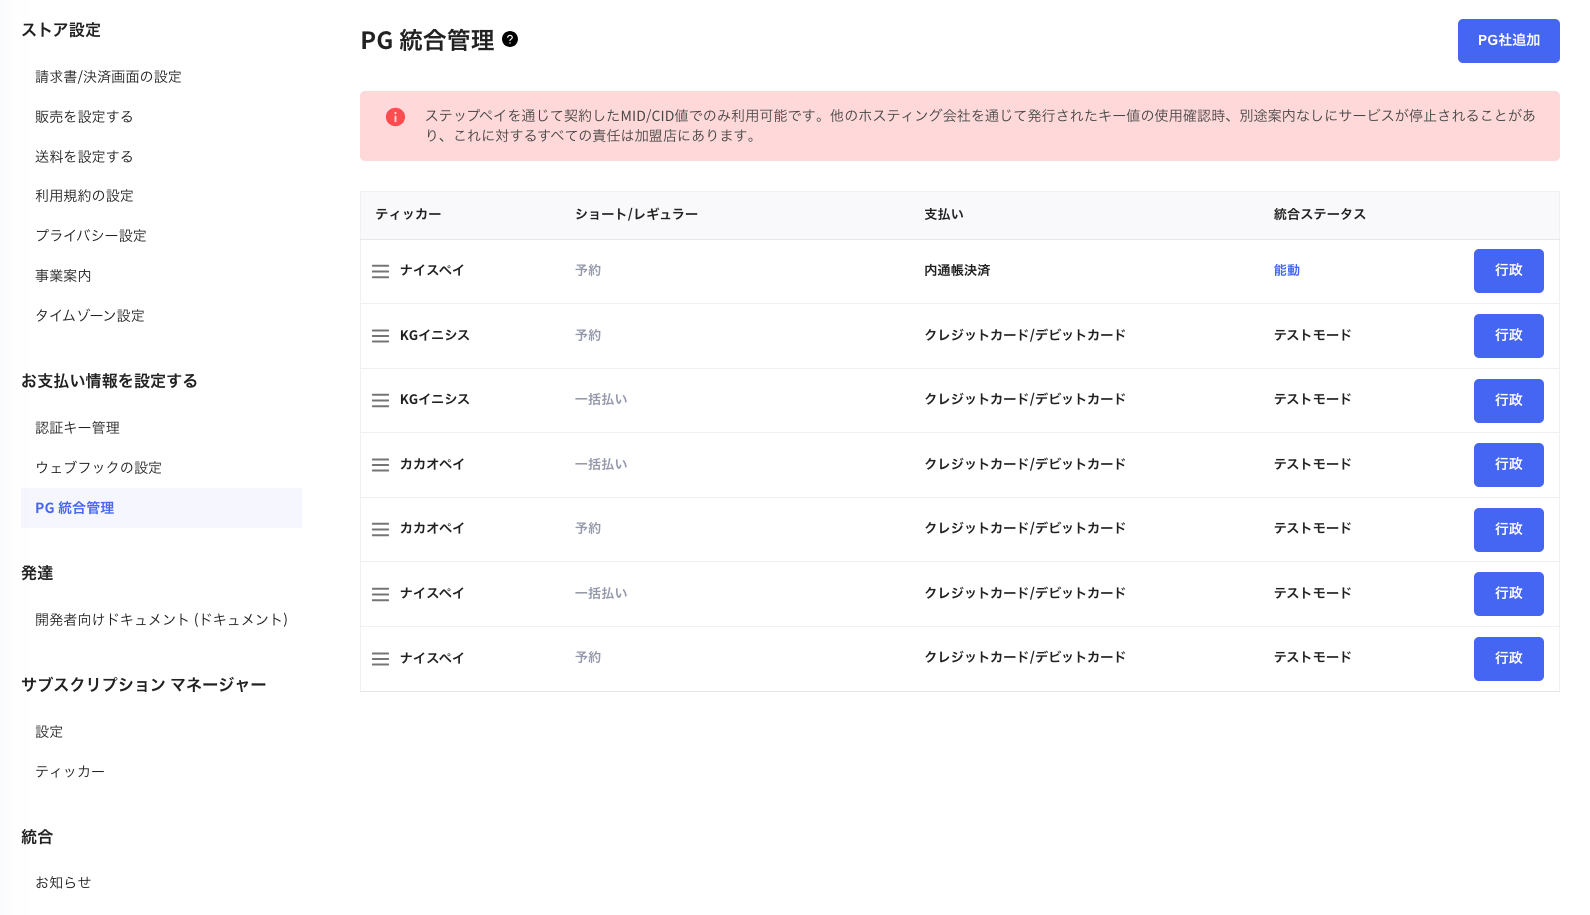 ストア設定
請求書/決済画面の設定
販売を設定する
送料を設定する
利用規約の設定
プライバシー設定
事業案内
タイムゾーン設定
お支払い情報を設定する
認証キー管理
ウェブフックの設定
PG 統合管理
発達
開発者向けドキュメント (ドキュメント)
サブスクリプション マネージャー
設定
ティッカー
統合
お知らせ
PG 統合管理 ?
PG社追加
ステップペイを通じて契約したMID/CID値でのみ利用可能です。他のホスティング会社を通じて発行されたキー値の使用確認時、別途案内なしにサービスが停止されることがあ
り、これに対するすべての責任は加盟店にあります。
ティッカー ショート/レギュラー 支払い 統合ステータス
ナイスペイ 予約 内通帳決済 能動 行政
KGイニシス 予約 クレジットカード/デビットカード テストモード 行政
KGイニシス 一括払い クレジットカード/デビットカード テストモード 行政
カカオペイ 一括払い クレジットカード/デビットカード テストモード 行政
カカオペイ 予約 クレジットカード/デビットカード テストモード 行政
ナイスペイ 一括払い クレジットカード/デビットカード テストモード 行政
ナイスペイ 予約 クレジットカード/デビットカード テストモード 行政